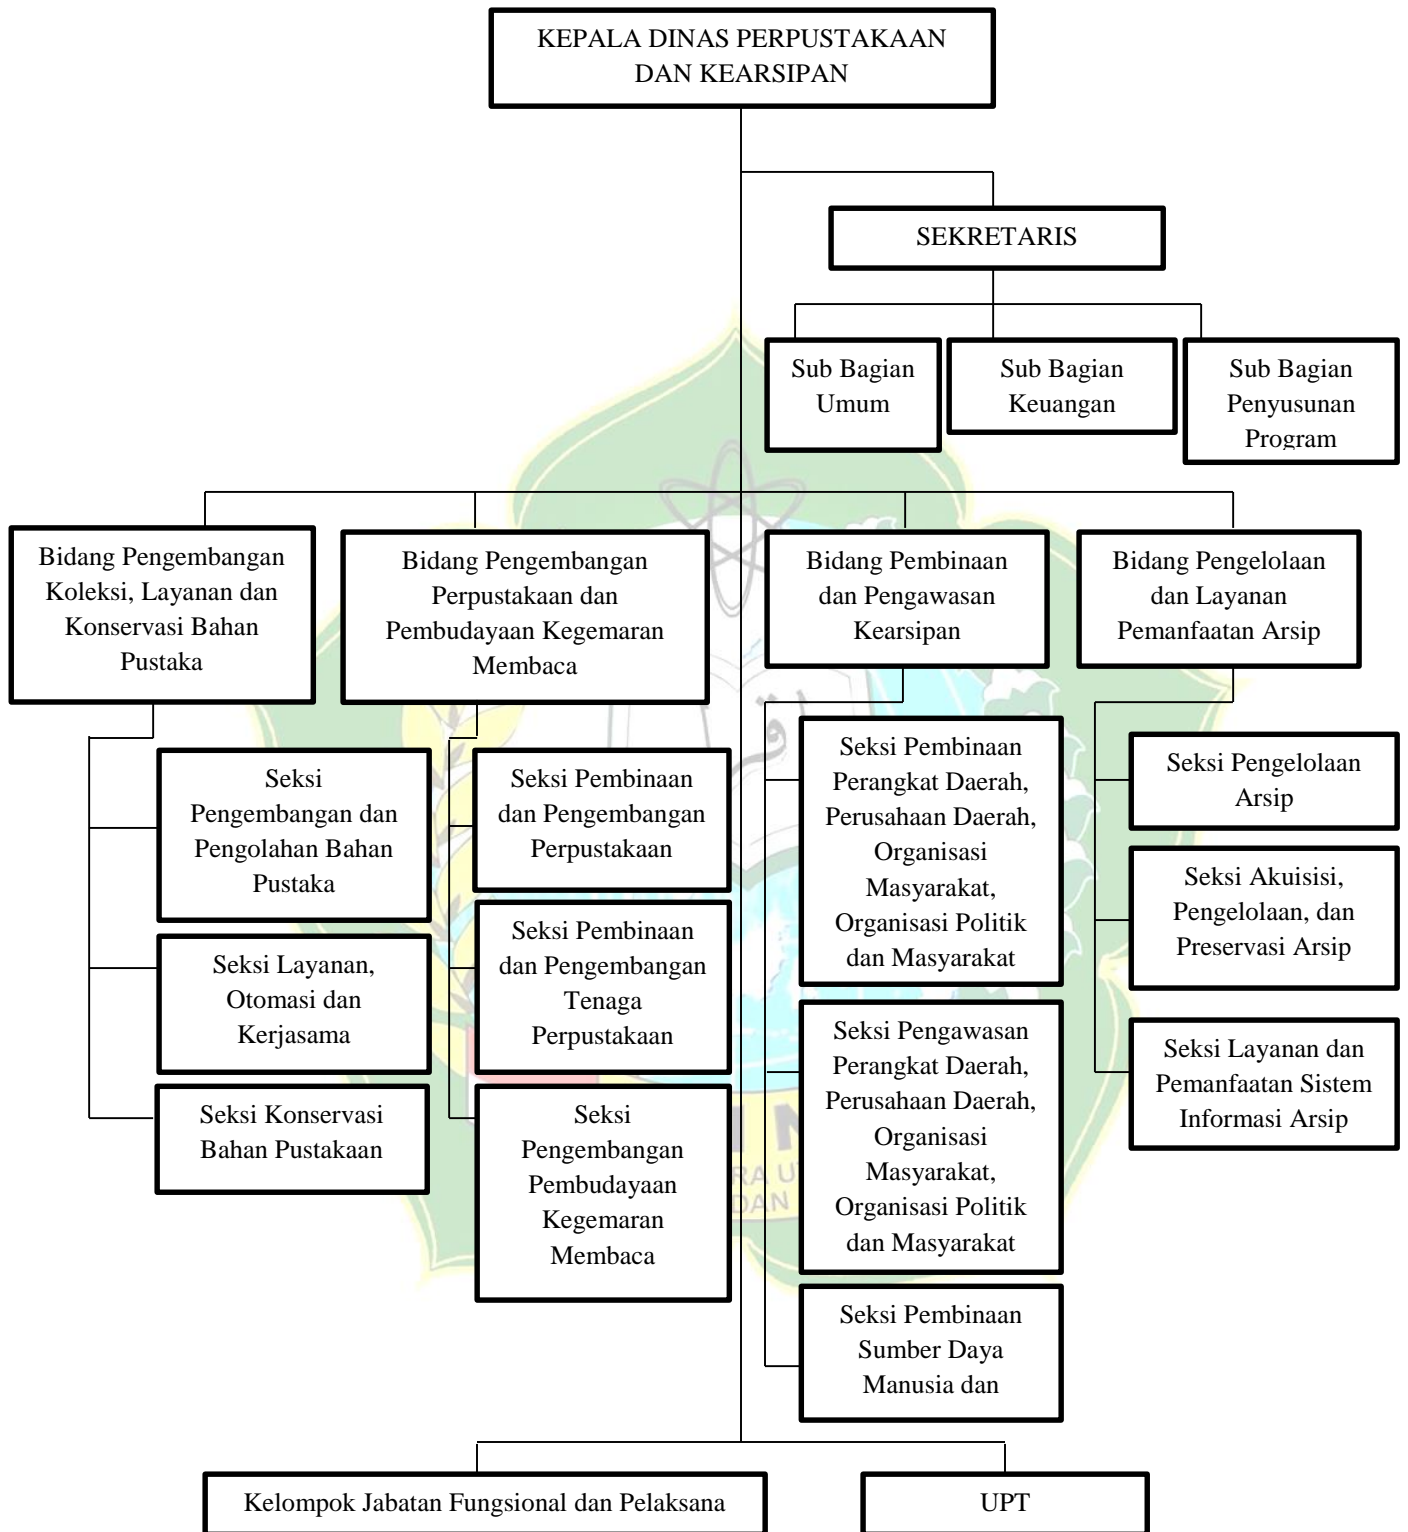 KEPALA DINAS PERPUSTAKAAN
DAN KEARSIPAN
SEKRETARIS
Sub Bagian
Umum
Sub Bagian
Keuangan
Sub Bagian
Penyusunan
Program
Bidang Pengembangan
Koleksi, Layanan dan
Konservasi Bahan
Pustaka
Bidang Pengembangan
Perpustakaan dan
Pembudayaan Kegemaran
Membaca
Bidang Pembinaan
dan Pengawasan
Kearsipan
Bidang Pengelolaan
dan Layanan
Pemanfaatan Arsip
Seksi
Pengembangan dan
Pengolahan Bahan
Pustaka
Seksi Layanan,
Otomasi dan
Kerjasama
Seksi Konservasi
Bahan Pustakaan
Seksi Pembinaan
dan Pengembangan
Perpustakaan
Seksi Pembinaan
dan Pengembangan
Tenaga
Perpustakaan
Seksi
Pengembangan
Pembudayaan
Kegemaran
Membaca
Seksi Pembinaan
Perangkat Daerah,
Perusahaan Daerah,
Organisasi
Masyarakat,
Organisasi Politik
dan Masyarakat
Seksi Pengawasan
Perangkat Daerah,
Perusahaan Daerah,
Organisasi
Masyarakat,
Organisasi Politik
dan Masyarakat
Seksi Pembinaan
Sumber Daya
Manusia dan
Seksi Pengelolaan
Arsip
Seksi Akuisisi,
Pengelolaan, dan
Preservasi Arsip
Seksi Layanan dan
Pemanfaatan Sistem
Informasi Arsip
Kelompok Jabatan Fungsional dan Pelaksana
UPT